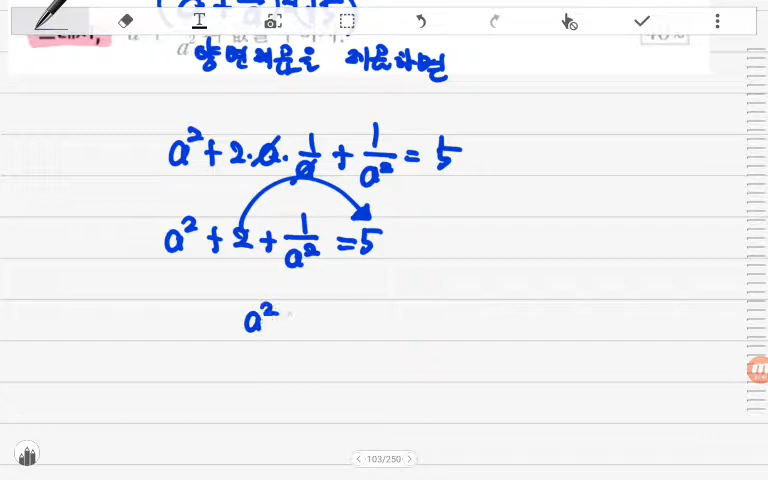 양변제곱을 제곱하면
a² + 2·a·1/a + 1/a² = 5
a² + 2 + 1/a² = 5
a²
103/250